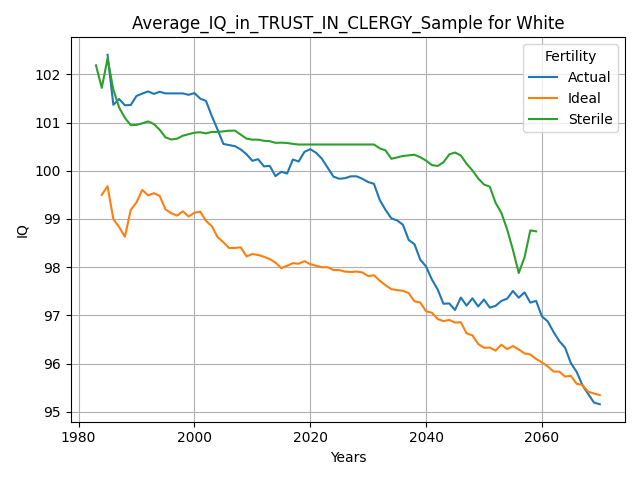 Average_IQ_in_TRUST_IN_CLERGY_Sample for White
Fertility
Actual
Ideal
Sterile
102
101
100
99
98
97
96
95
IQ
1980
2000
2020
2040
2060
Years